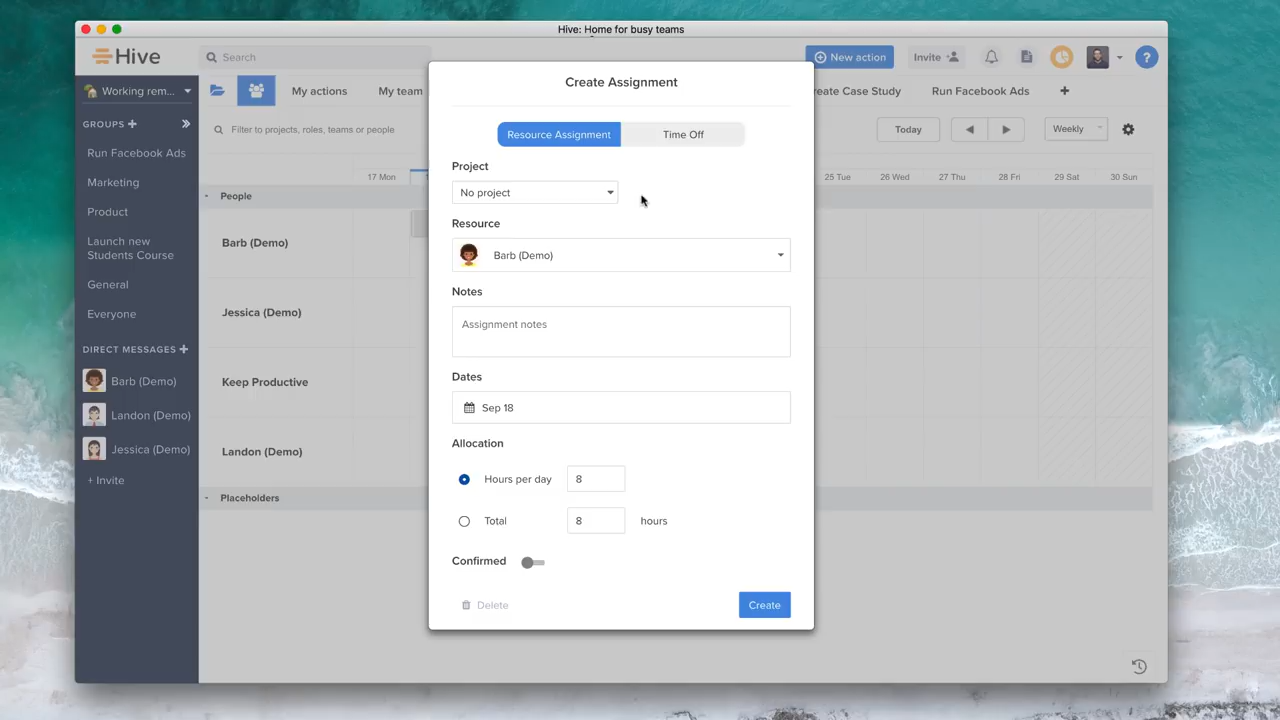 Hive: Home for busy teams
Hive
Search
New action
Invite
?
Working rem...
My actions
My team
reate Case Study
Run Facebook Ads
GROUPS
Filter to projects, roles, teams or people
Today
Weekly
17 Mon
25 Tue
26 Wed
27 Thu
28 Fri
29 Sat
30 Sun
Run Facebook Ads
Marketing
Product
Launch new
Students Course
General
Everyone
DIRECT MESSAGES +
Barb (Demo)
Landon (Demo)
Jessica (Demo)
+ Invite
People
Barb (Demo)
Jessica (Demo)
Keep Productive
Landon (Demo)
Placeholders
Create Assignment
Resource Assignment
Time Off
Project
No project
Resource
Barb (Demo)
Notes
Assignment notes
Dates
Sep 18
Allocation
Hours per day
8
Total
8
hours
Confirmed
Delete
Create